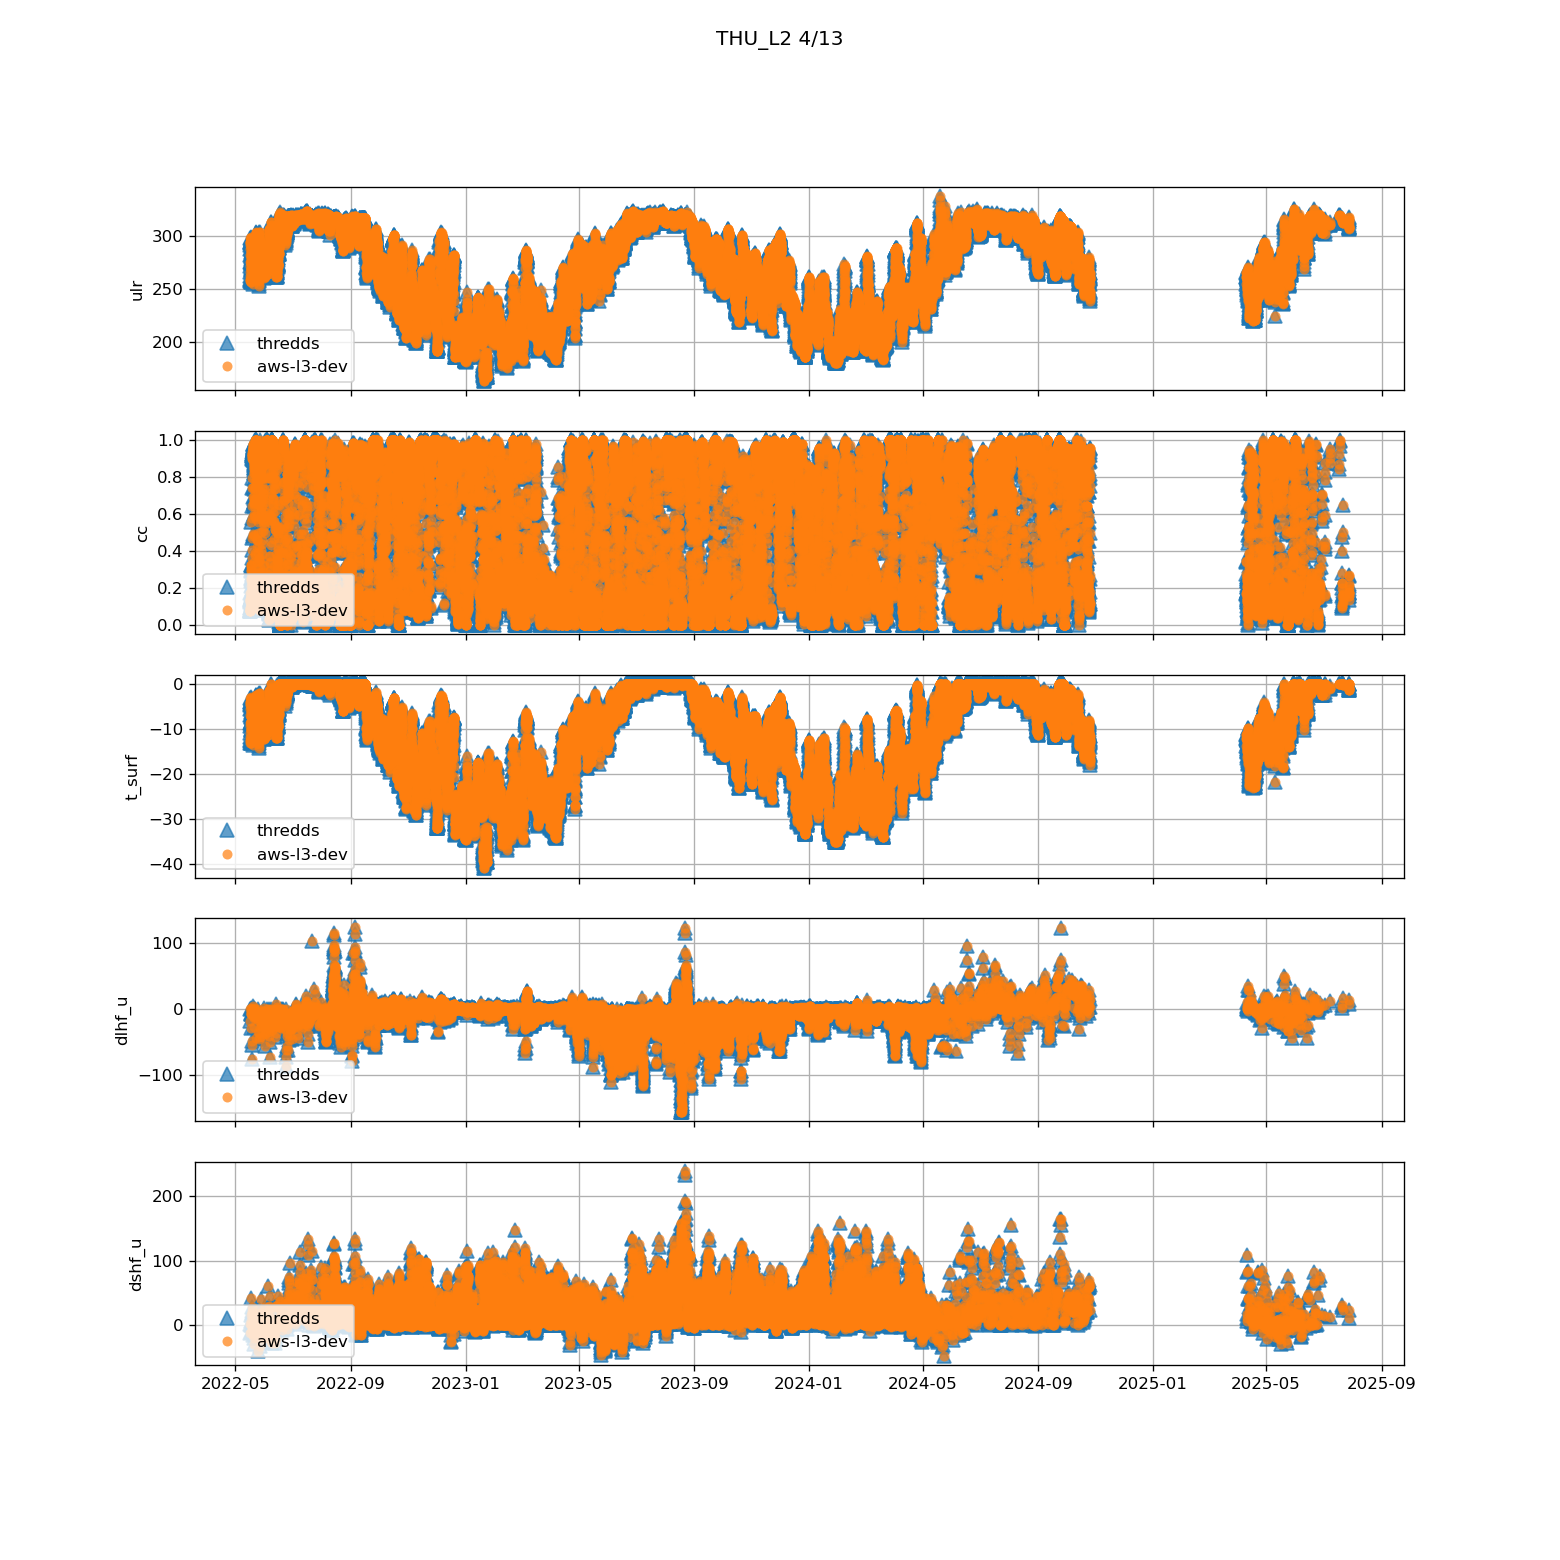 THU_L2 4/13
300
250
200
ulr
thredds
aws-l3-dev
1.0
0.8
0.6
0.4
0.2
0.0
cc
thredds
aws-l3-dev
0
−10
−20
−30
−40
t_surf
thredds
aws-l3-dev
100
0
−100
dlhf_u
thredds
aws-l3-dev
200
100
0
dshf_u
thredds
aws-l3-dev
2022-05 2022-09 2023-01 2023-05 2023-09 2024-01 2024-05 2024-09 2025-01 2025-05 2025-09